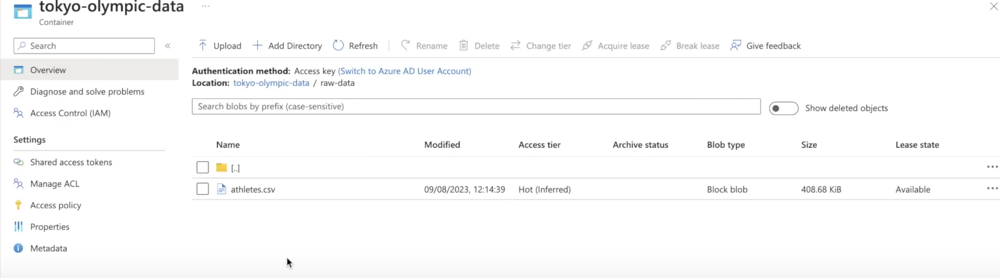 tokyo-olympic-data ...
Container
Search «
Upload Add Directory Refresh Rename Delete Change tier Acquire lease Break lease Give feedback
Overview
Diagnose and solve problems
Access Control (IAM)
Settings
Shared access tokens
Manage ACL
Access policy
Properties
Metadata
Authentication method: Access key (Switch to Azure AD User Account)
Location: tokyo-olympic-data / raw-data
Search blobs by prefix (case-sensitive)
Show deleted objects
Name Modified Access tier Archive status Blob type Size Lease state
[..] ...
athletes.csv 09/08/2023, 12:14:39 Hot (Inferred) Block blob 408.68 KiB Available ...